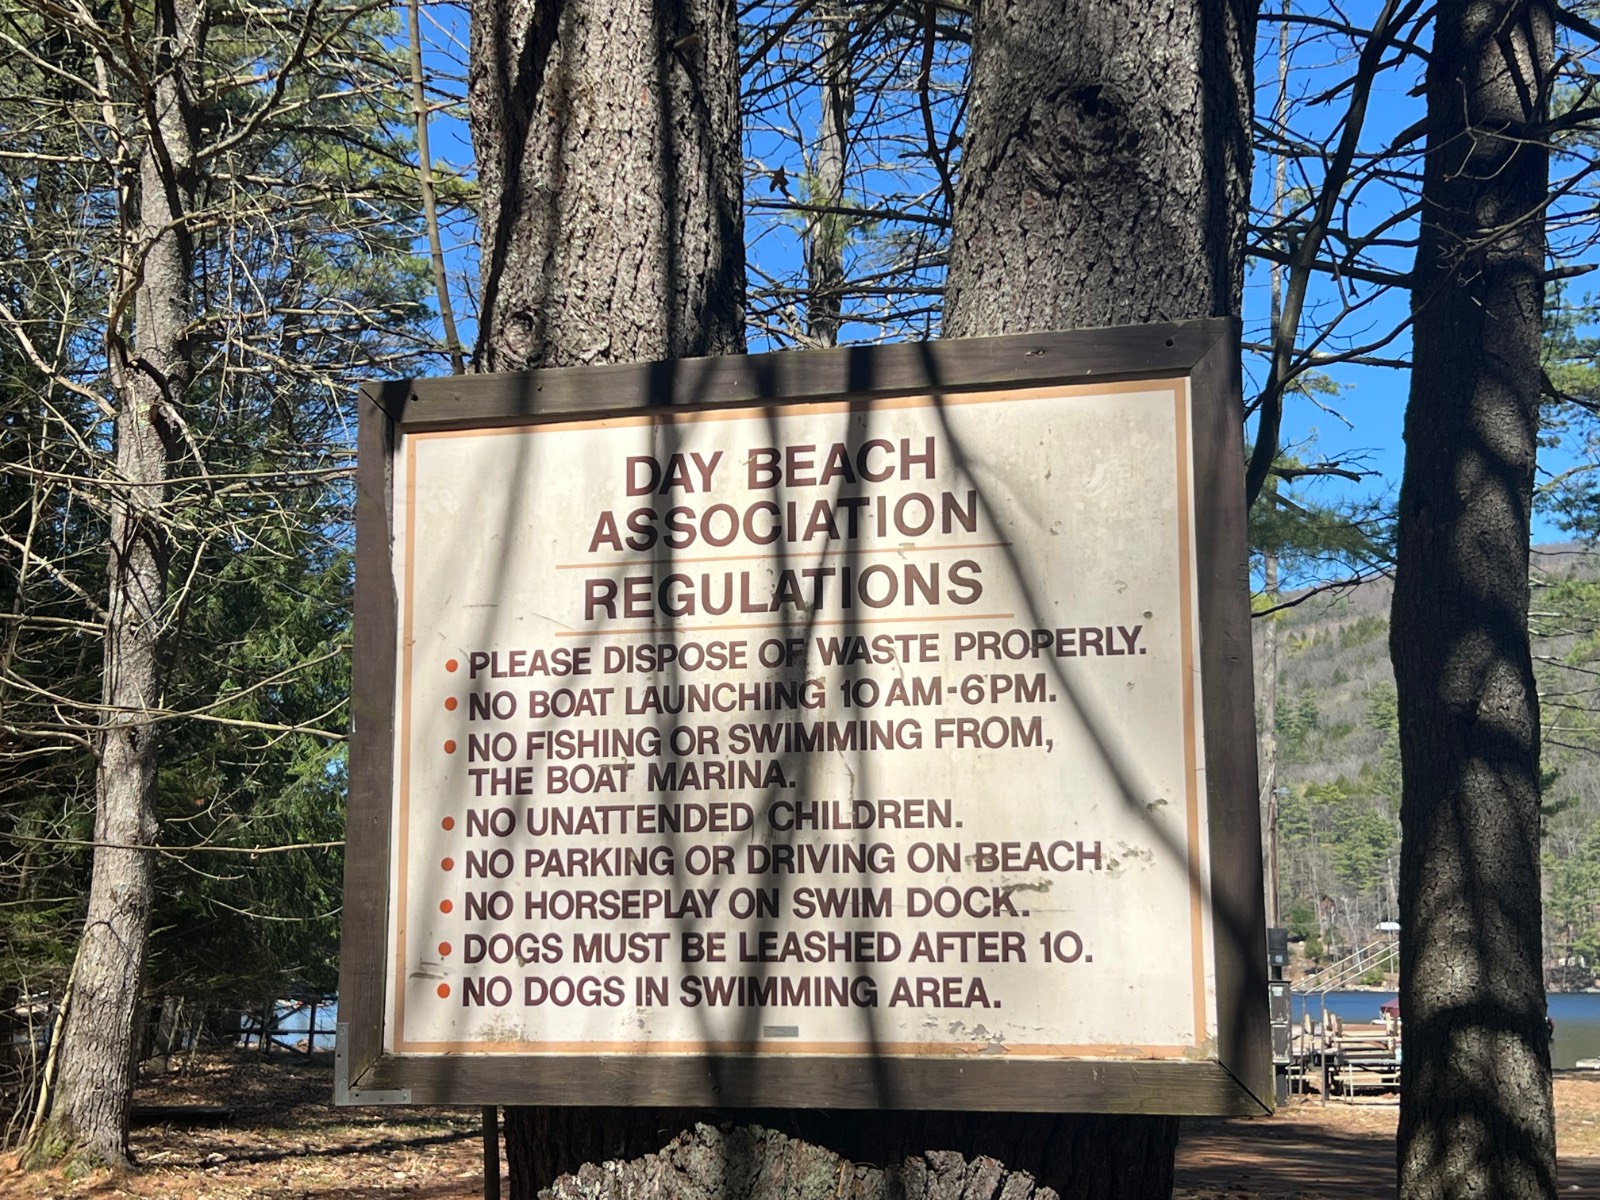 DAY BEACH
ASSOCIATION
REGULATIONS
• PLEASE DISPOSE OF WASTE PROPERLY.
• NO BOAT LAUNCHING 10 AM-6 PM.
• NO FISHING OR SWIMMING FROM,
THE BOAT MARINA.
• NO UNATTENDED CHILDREN.
• NO PARKING OR DRIVING ON BEACH
• NO HORSEPLAY ON SWIM DOCK.
• DOGS MUST BE LEASHED AFTER 10.
• NO DOGS IN SWIMMING AREA.